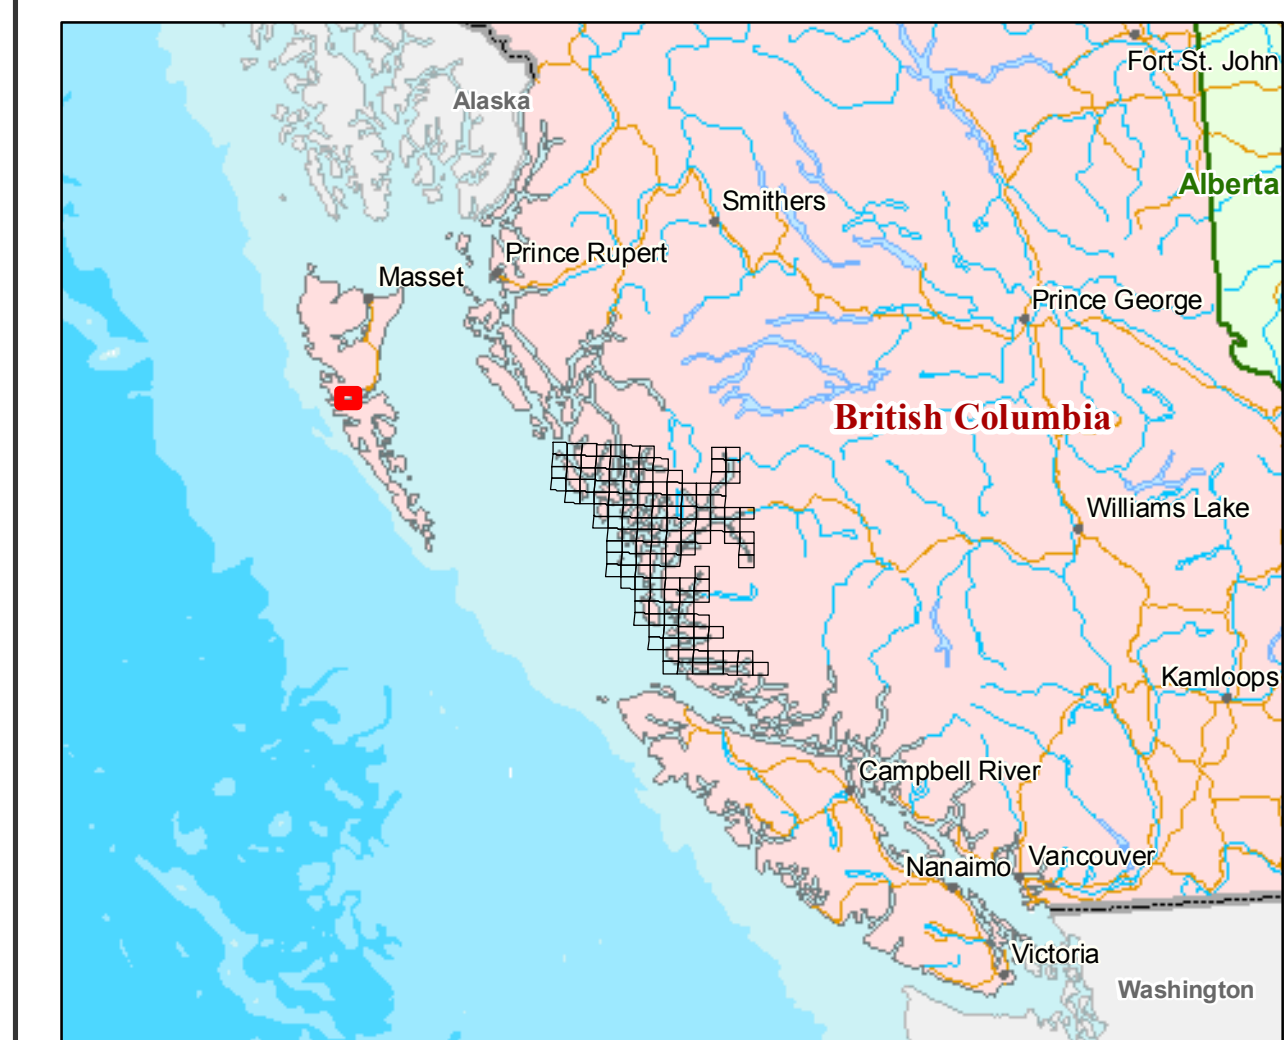 Fort St. John
Alaska
Alberta
Smithers
Prince Rupert
Masset
Prince George
British Columbia
Williams Lake
Kamloops
Campbell River
Vancouver
Nanaimo
Victoria
Washington